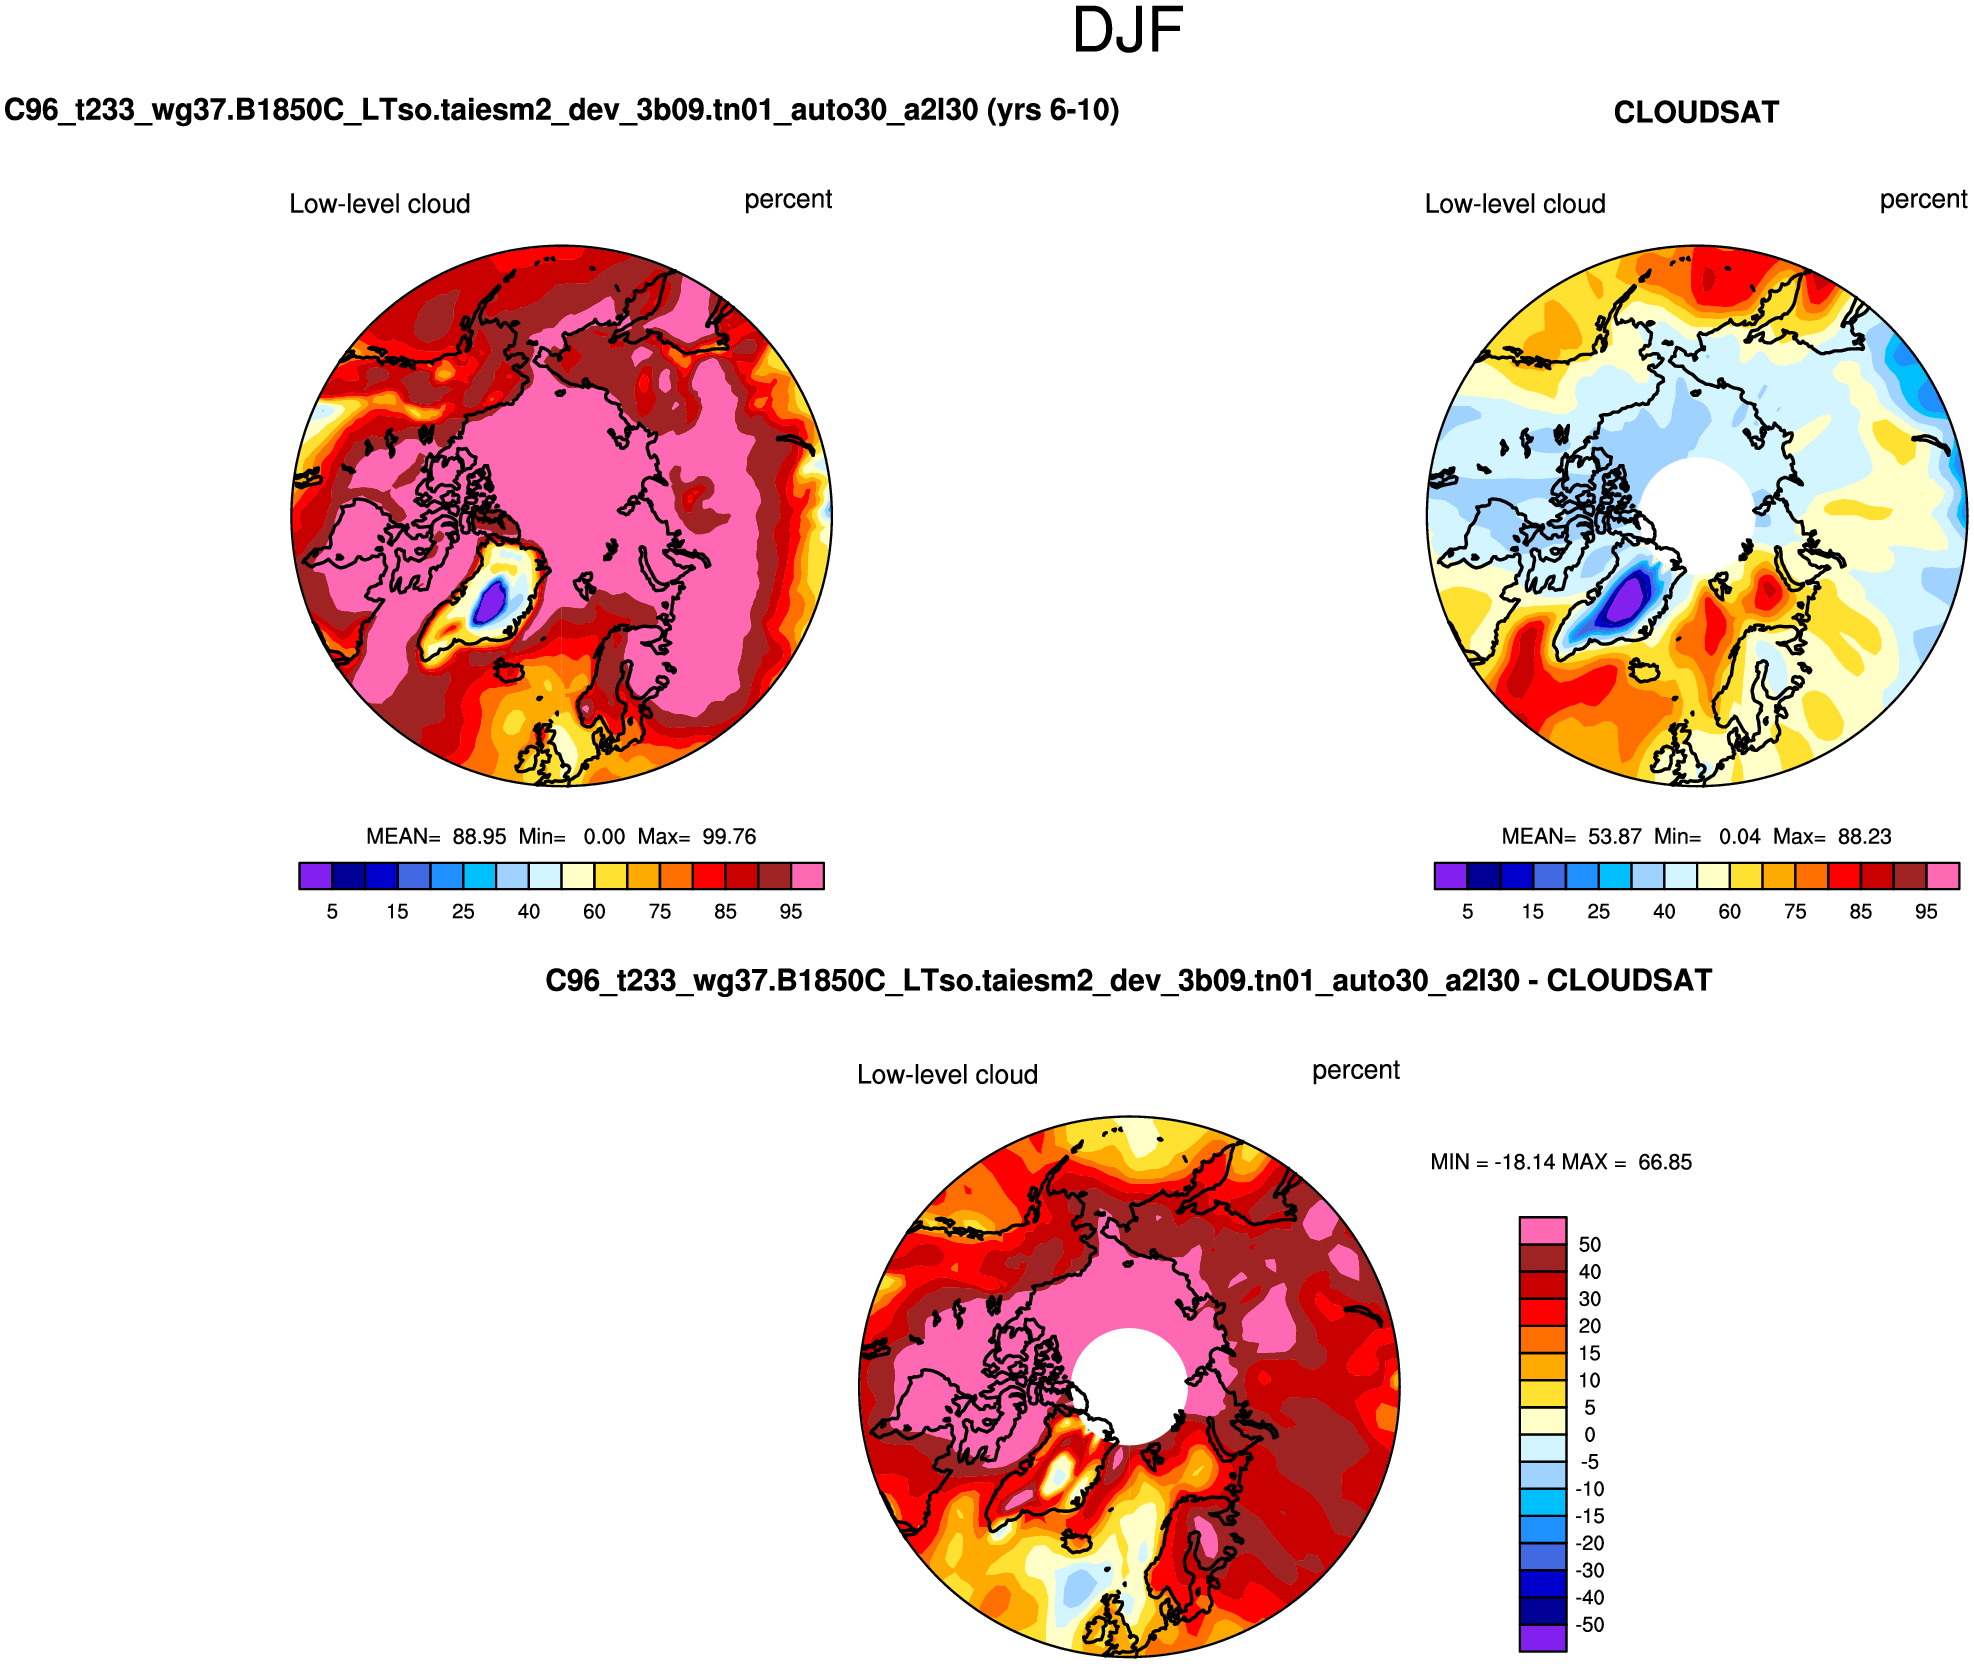 DJF
C96_t233_wg37.B1850C_LTso.taiesm2_dev_3b09.tn01_auto30_a2l30 (yrs 6-10)
CLOUDSAT
Low-level cloud percent
Low-level cloud percent
MEAN= 88.95 Min= 0.00 Max= 99.76
MEAN= 53.87 Min= 0.04 Max= 88.23
5 15 25 40 60 75 85 95
5 15 25 40 60 75 85 95
C96_t233_wg37.B1850C_LTso.taiesm2_dev_3b09.tn01_auto30_a2l30 - CLOUDSAT
Low-level cloud percent
MIN = -18.14 MAX = 66.85
50
40
30
20
15
10
5
0
-5
-10
-15
-20
-30
-40
-50